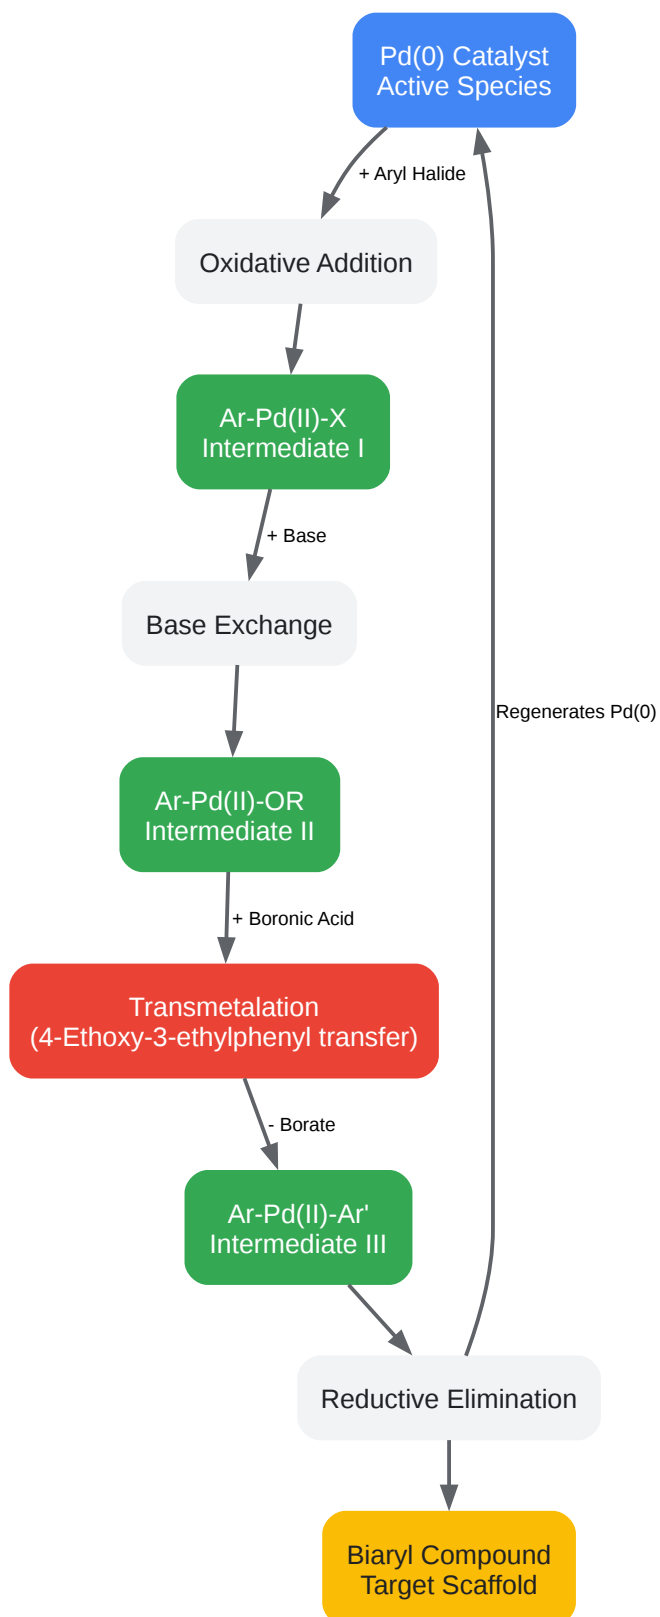 Pd(0) Catalyst
Active Species
+ Aryl Halide
Oxidative Addition
Ar-Pd(II)-X
Intermediate I
+ Base
Base Exchange
Regenerates Pd(0)
Ar-Pd(II)-OR
Intermediate II
+ Boronic Acid
Transmetalation
(4-Ethoxy-3-ethylphenyl transfer)
- Borate
Ar-Pd(II)-Ar'
Intermediate III
Reductive Elimination
Biaryl Compound
Target Scaffold